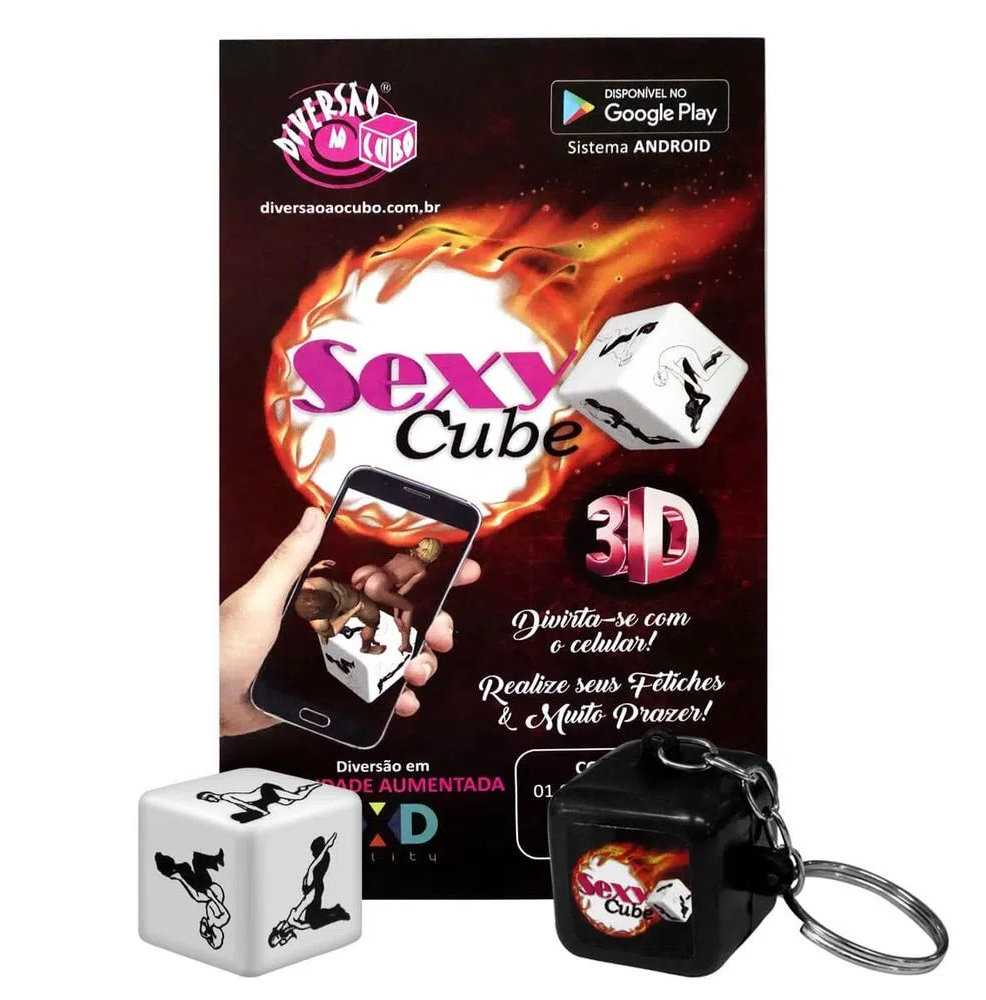 DIVERSÃO
AO
CUBO
®
DISPONÍVEL NO
Google Play
Sistema ANDROID
diversaoaocubo.com.br
Sexy
Cube
3D
Divirta-se com
o celular!
Realize seus Fetiches
& Muito Prazer!
Diversão em
AUMENTADA
01
Sexy
Cube